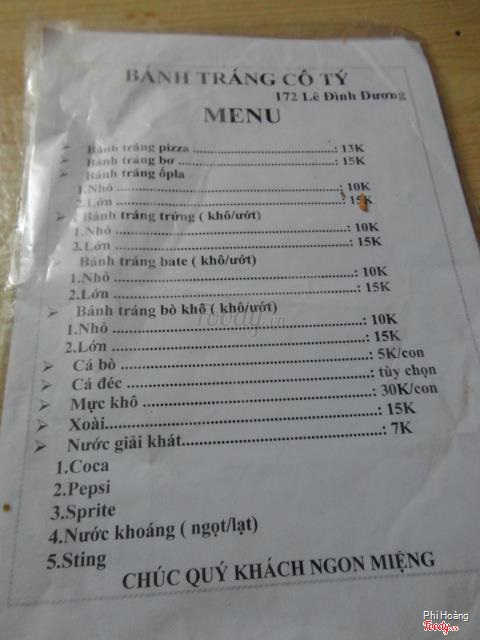 BÁNH TRÁNG CÔ TÝ
172 Lê Đình Dương
MENU
➢ Bánh tráng pizza ........................ : 13K
➢ Bánh tráng bơ ........................... : 15K
➢ Bánh tráng ốpla
1.Nhỏ ........................................ : 10K
2.Lớn ........................................ : 15K
➢ Bánh tráng trứng ( khô/ướt)
1.Nhỏ ........................................ : 10K
3.Lớn ........................................ : 15K
➢ Bánh tráng bate ( khô/ướt)
1.Nhỏ ........................................ : 10K
2.Lớn ........................................ : 15K
➢ Bánh tráng bò khô ( khô/ướt)
1.Nhỏ ........................................ : 10K
2.Lớn ........................................ : 15K
➢ Cá bò ........................................ : 5K/con
➢ Cá đéc ........................................ : tùy chọn
➢ Mực khô ........................................ : 30K/con
➢ Xoài........................................ : 15K
➢ Nước giải khát........................................ : 7K
1.Coca
2.Pepsi
3.Sprite
4.Nước khoáng ( ngọt/lạt)
5.Sting
CHÚC QUÝ KHÁCH NGON MIỆNG
foody.vn
Phi Hoàng
Foody.vn